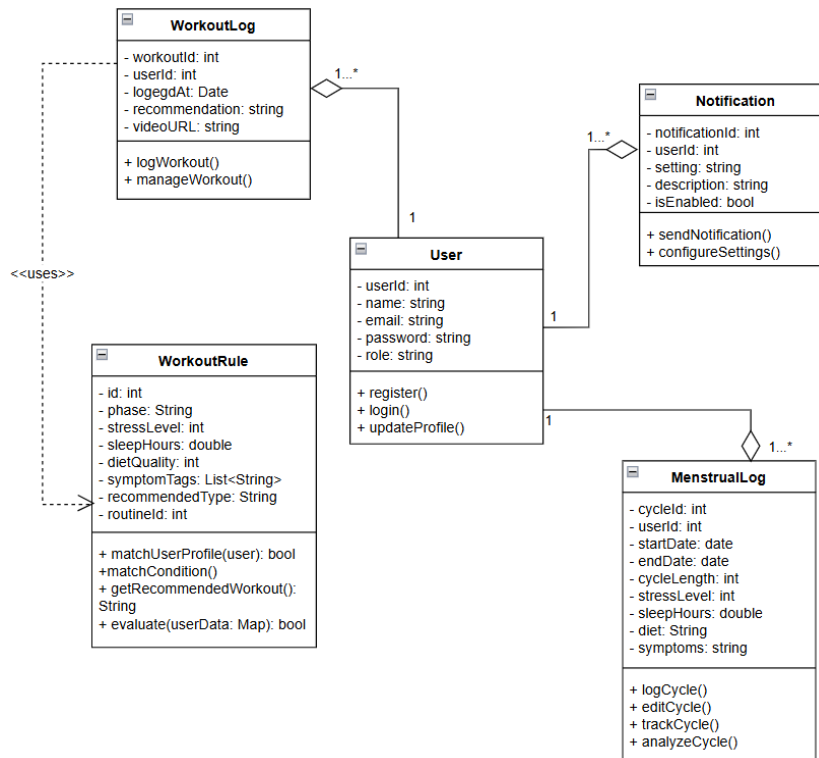 WorkoutLog
- workoutId: int
- userId: int
- logegdAt: Date
- recommendation: string
- videoURL: string
+ logWorkout()
+ manageWorkout()
1...*
1
Notification
- notificationId: int
- userId: int
- setting: string
- description: string
- isEnabled: bool
+ sendNotification()
+ configureSettings()
1...*
1
<<uses>>
User
- userId: int
- name: string
- email: string
- password: string
- role: string
+ register()
+ login()
+ updateProfile()
1
1...*
WorkoutRule
- id: int
- phase: String
- stressLevel: int
- sleepHours: double
- dietQuality: int
- symptomTags: List<String>
- recommendedType: String
- routineId: int
+ matchUserProfile(user): bool
+matchCondition()
+ getRecommendedWorkout():
String
+ evaluate(userData: Map): bool
MenstrualLog
- cycleId: int
- userId: int
- startDate: date
- endDate: date
- cycleLength: int
- stressLevel: int
- sleepHours: double
- diet: String
- symptoms: string
+ logCycle()
+ editCycle()
+ trackCycle()
+ analyzeCycle()